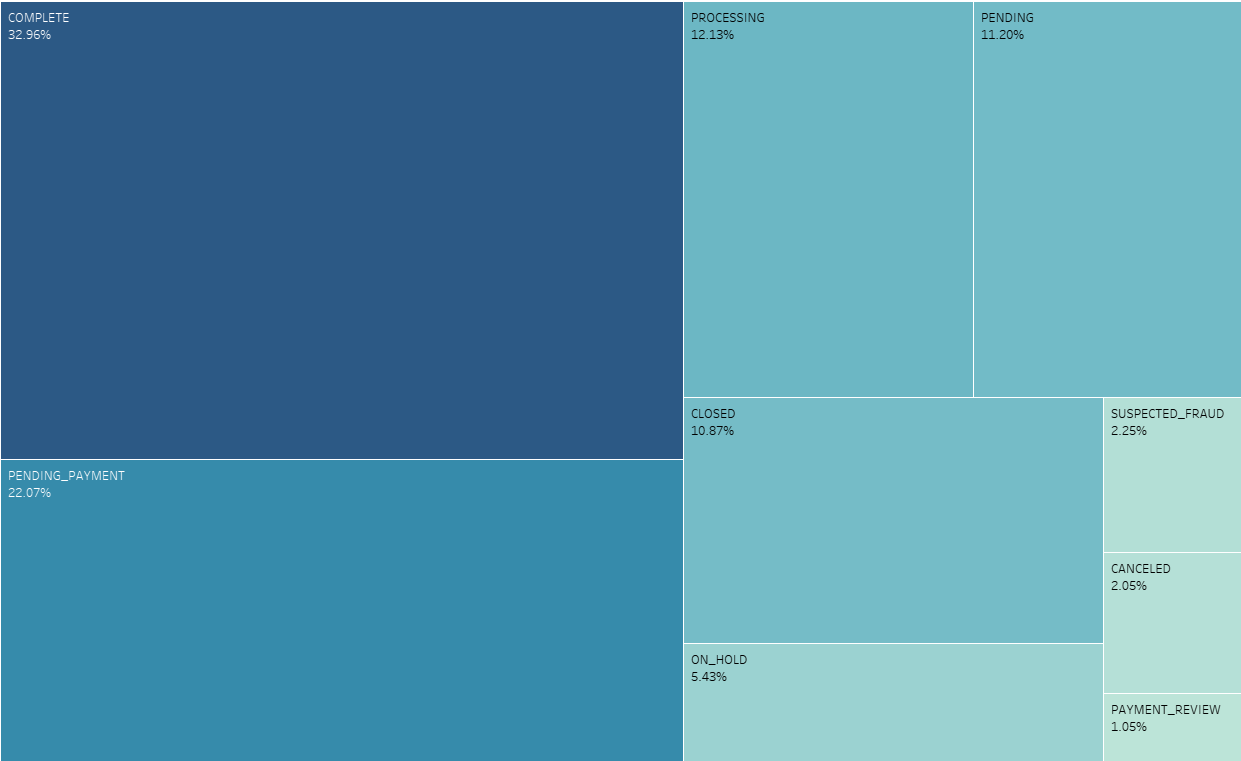 COMPLETE
32.96%
PENDING_PAYMENT
22.07%
PROCESSING
12.13%
PENDING
11.20%
CLOSED
10.87%
ON_HOLD
5.43%
SUSPECTED_FRAUD
2.25%
CANCELED
2.05%
PAYMENT_REVIEW
1.05%